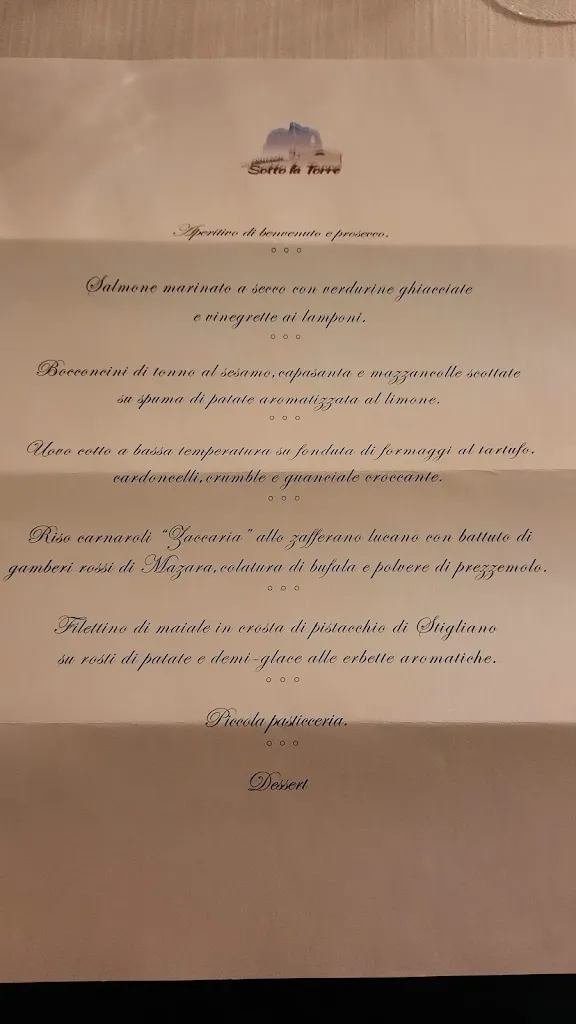 Sotto la Torre
Aperitivo di benvenuto e prosecco.
Salmone marinato a secco con verdurine ghiacciate
e vinegrette ai lamponi.
Bocconcini di tonno al sesamo, capasanta e mazzancolle scottate
su spuma di patate aromatizzata al limone.
Uovo cotto a bassa temperatura su fonduta di formaggi al tartufo,
cardoncelli, crumble e guanciale croccante.
Riso carnaroli “Zaccaria” allo zafferano lucano con battuto di
gamberi rossi di Mazara, colatura di bufala e polvere di prezzemolo.
Filettino di maiale in crosta di pistacchio di Stigliano
su rosti di patate e demi-glace alle erbette aromatiche.
Piccola pasticceria.
Dessert